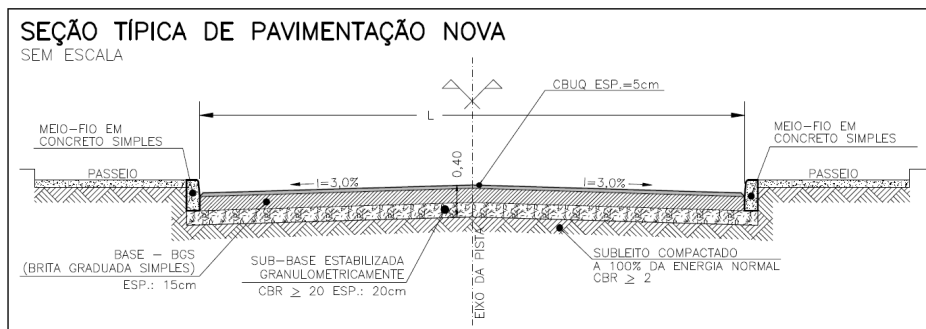 SEÇÃO TÍPICA DE PAVIMENTAÇÃO NOVA
SEM ESCALA
CBUQ ESP.=5cm
L
MEIO-FIO EM
CONCRETO SIMPLES
MEIO-FIO EM
CONCRETO SIMPLES
PASSEIO
0,40
I=3,0%
I=3,0%
PASSEIO
BASE - BGS
(BRITA GRADUADA SIMPLES)
ESP.: 15cm
SUB-BASE ESTABILIZADA
GRANULOMETRICAMENTE
CBR ≥ 20 ESP.: 20cm
EIXO DA PISTA
SUBLEITO COMPACTADO
A 100% DA ENERGIA NORMAL
CBR ≥ 2